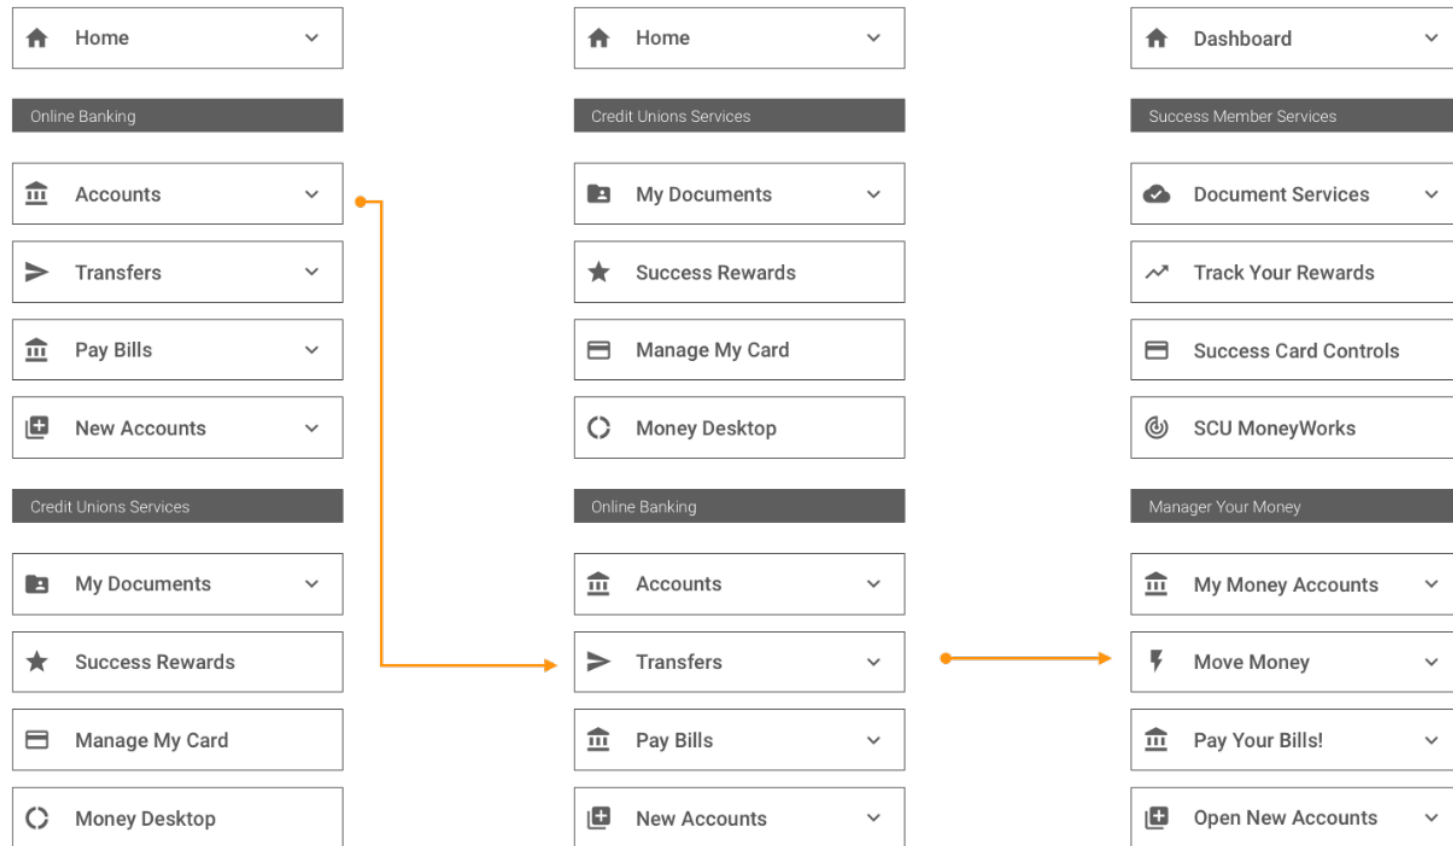 Home
Online Banking
Accounts
Transfers
Pay Bills
New Accounts
Credit Unions Services
My Documents
Success Rewards
Manage My Card
Money Desktop
Home
Credit Unions Services
My Documents
Success Rewards
Manage My Card
Money Desktop
Online Banking
Accounts
Transfers
Pay Bills
New Accounts
Dashboard
Success Member Services
Document Services
Track Your Rewards
Success Card Controls
SCU MoneyWorks
Manager Your Money
My Money Accounts
Move Money
Pay Your Bills!
Open New Accounts